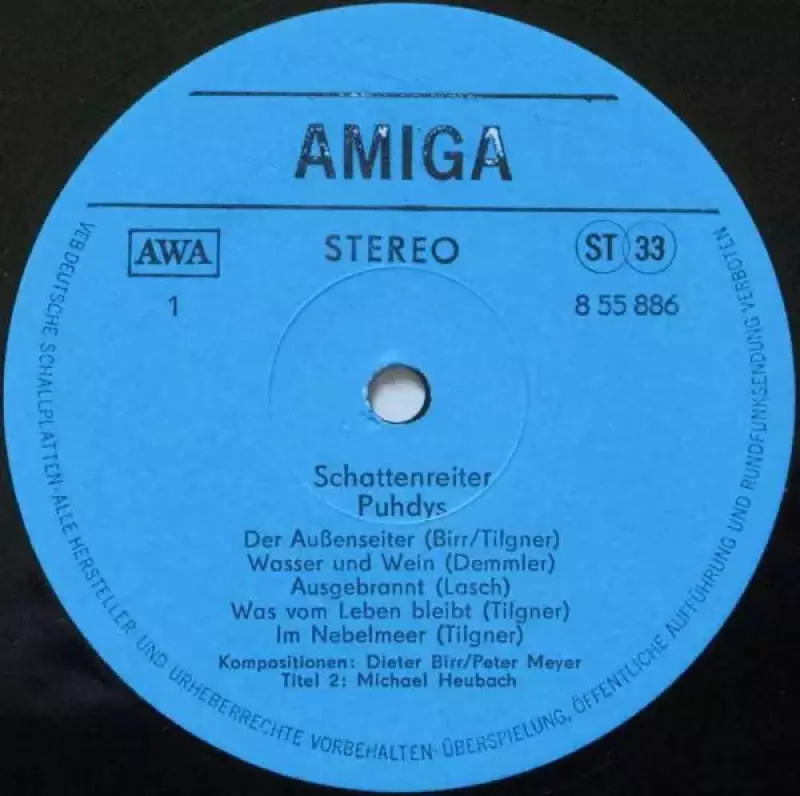 AMIGA
AWA
STEREO
ST 33
1
8 55 886
Schattenreiter
Puhdys
Der Außenseiter (Birr/Tilgner)
Wasser und Wein (Demmler)
Ausgebrannt (Lasch)
Was vom Leben bleibt (Tilgner)
Im Nebelmeer (Tilgner)
Kompositionen: Dieter Birr/Peter Meyer
Titel 2: Michael Heubach
VEB DEUTSCHE SCHALLPLATTEN·ALLE HERSTELLER UND URHEBERRECHTE VORBEHALTEN·ÜBERSPIELUNG, ÖFFENTLICHE AUFFÜHRUNG UND RUNDFUNKSENDUNG VERBOTEN